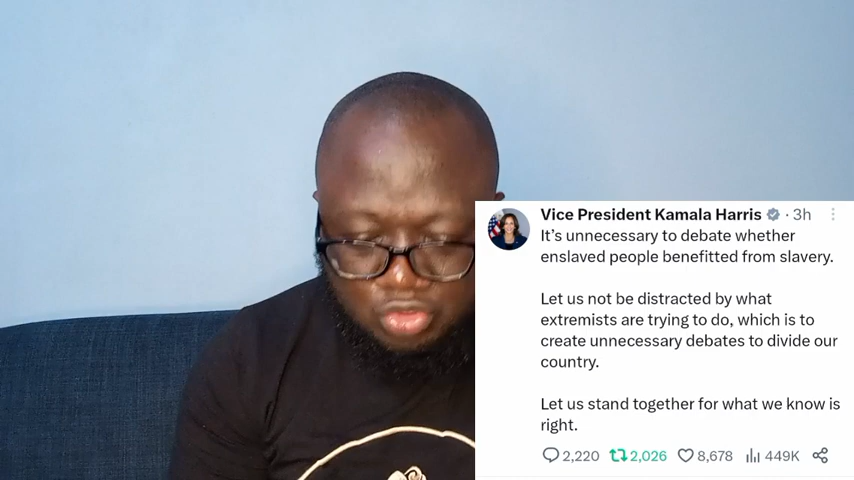 Vice President Kamala Harris · 3h
It's unnecessary to debate whether
enslaved people benefitted from slavery.
Let us not be distracted by what
extremists are trying to do, which is to
create unnecessary debates to divide our
country.
Let us stand together for what we know is
right.
2,220 2,026 8,678 449K